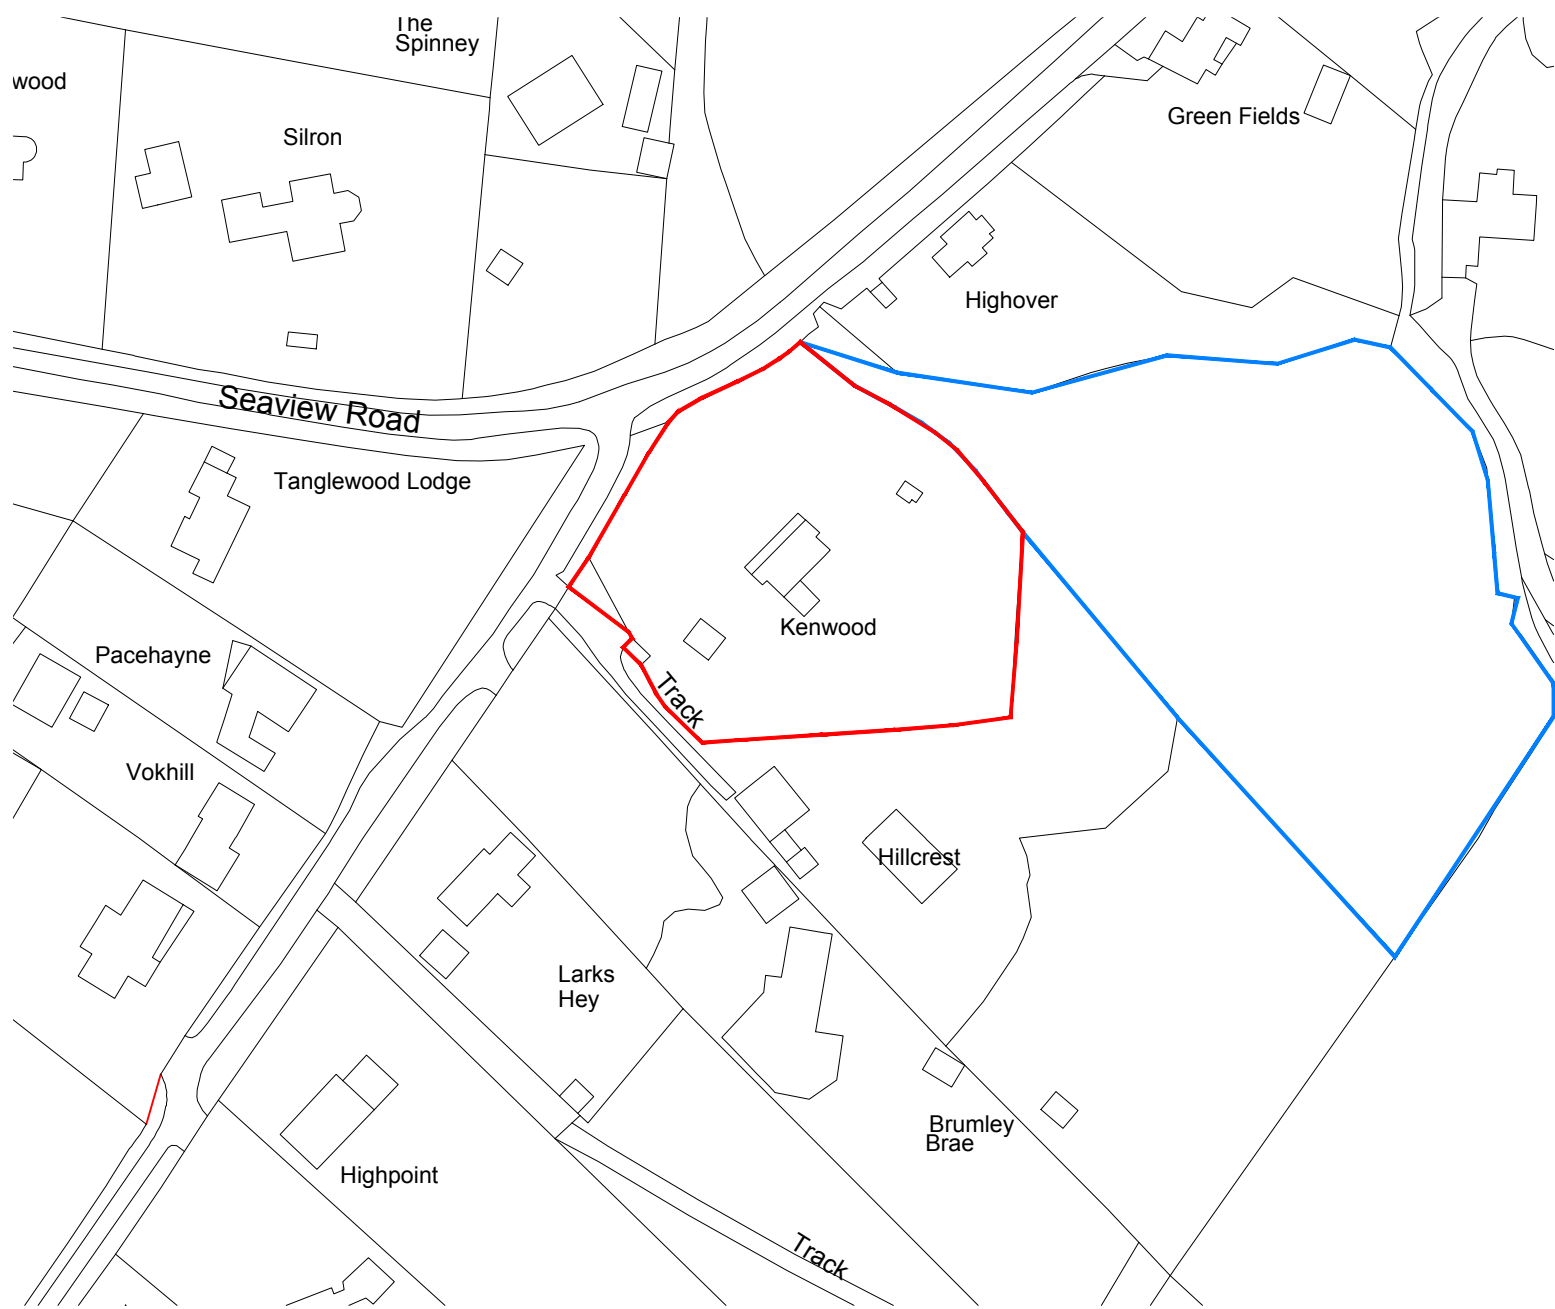 The
Spinney
wood
Silron
Green Fields
Highover
Seaview Road
Tanglewood Lodge
Kenwood
Pacehayne
Track
Vokhill
Hillcrest
Larks
Hey
Brumley
Brae
Highpoint
Track